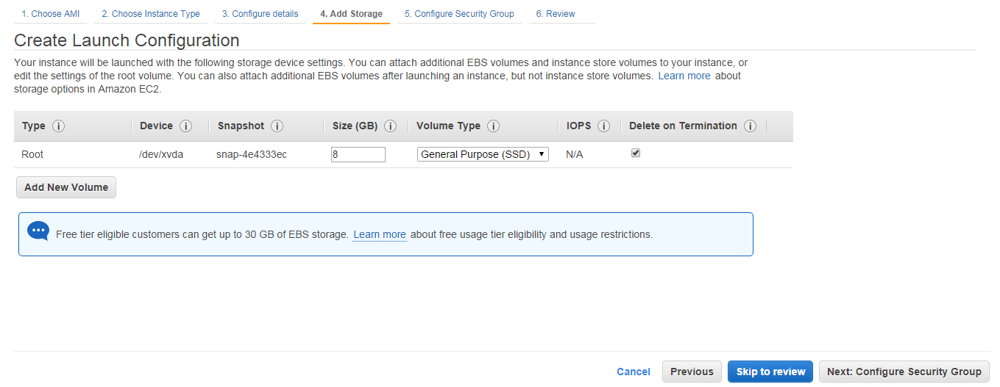 1. Choose AMI 2. Choose Instance Type 3. Configure details 4. Add Storage 5. Configure Security Group 6. Review
Create Launch Configuration
Your instance will be launched with the following storage device settings. You can attach additional EBS volumes and instance store volumes to your instance, or
edit the settings of the root volume. You can also attach additional EBS volumes after launching an instance, but not instance store volumes. Learn more about
storage options in Amazon EC2.
Type i Device i Snapshot i Size (GB) i Volume Type i IOPS i Delete on Termination i
Root /dev/xvda snap-4e4333ec 8 General Purpose (SSD) N/A
Add New Volume
Free tier eligible customers can get up to 30 GB of EBS storage. Learn more about free usage tier eligibility and usage restrictions.
Cancel Previous Skip to review Next: Configure Security Group